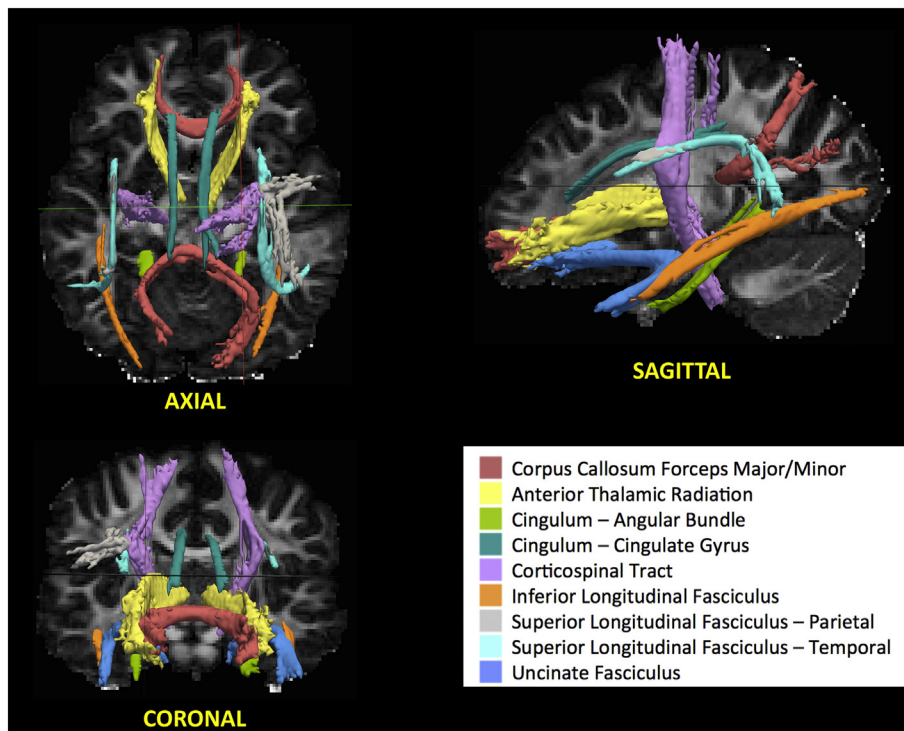 AXIAL
SAGITTAL
CORONAL
Corpus Callosum Forceps Major/Minor
Anterior Thalamic Radiation
Cingulum – Angular Bundle
Cingulum – Cingulate Gyrus
Corticospinal Tract
Inferior Longitudinal Fasciculus
Superior Longitudinal Fasciculus – Parietal
Superior Longitudinal Fasciculus – Temporal
Uncinate Fasciculus